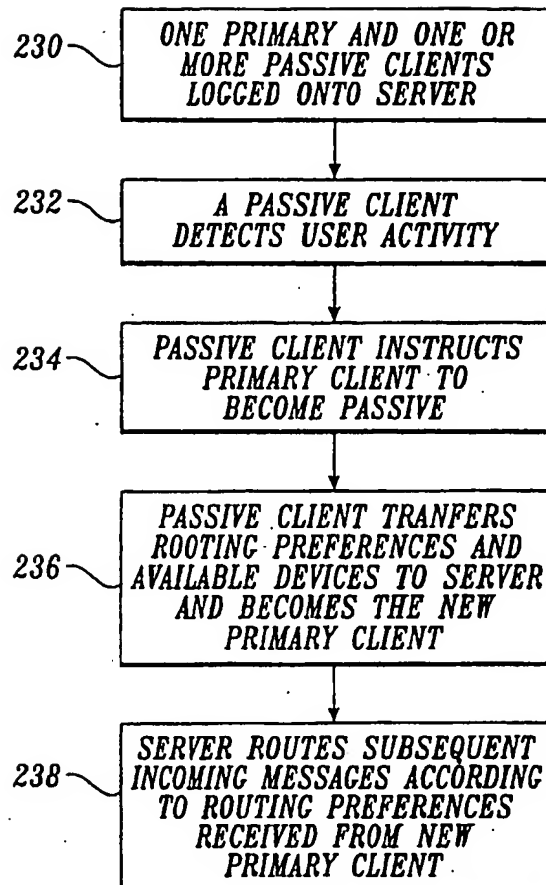 230
ONE PRIMARY AND ONE OR
MORE PASSIVE CLIENTS
LOGGED ONTO SERVER
232
A PASSIVE CLIENT
DETECTS USER ACTIVITY
234
PASSIVE CLIENT INSTRUCTS
PRIMARY CLIENT TO
BECOME PASSIVE
236
PASSIVE CLIENT TRANFERS
ROOTING PREFERENCES AND
AVAILABLE DEVICES TO SERVER
AND BECOMES THE NEW
PRIMARY CLIENT
238
SERVER ROUTES SUBSEQUENT
INCOMING MESSAGES ACCORDING
TO ROUTING PREFERENCES
RECEIVED FROM NEW
PRIMARY CLIENT